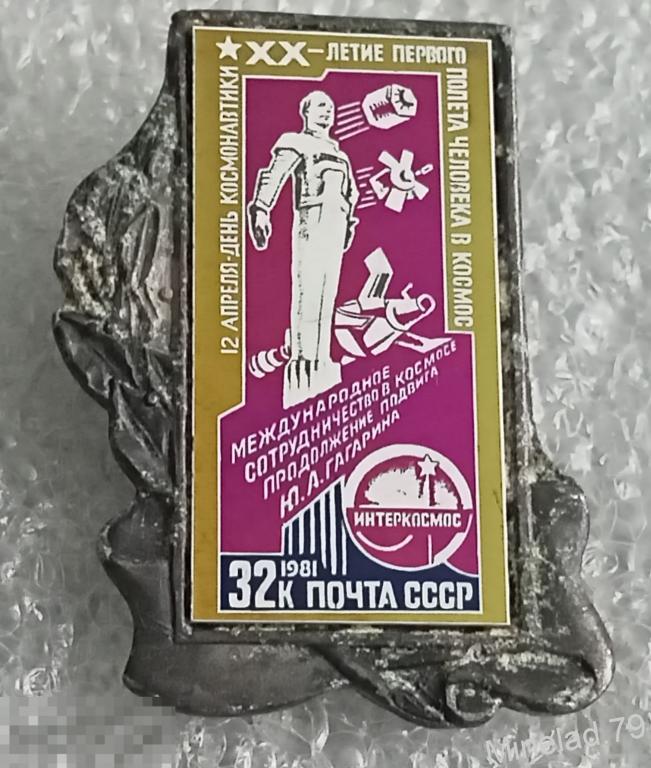 ★XX–ЛЕТИЕ ПЕРВОГО
ПОЛЕТА ЧЕЛОВЕКА В КОСМОС
12 АПРЕЛЯ-ДЕНЬ КОСМОНАВТИКИ
МЕЖДУНАРОДНОЕ
СОТРУДНИЧЕСТВО В КОСМОСЕ
ПРОДОЛЖЕНИЕ ПОДВИГА
Ю.А.ГАГАРИНА
ИНТЕРКОСМОС
1981
32К ПОЧТА СССР
79